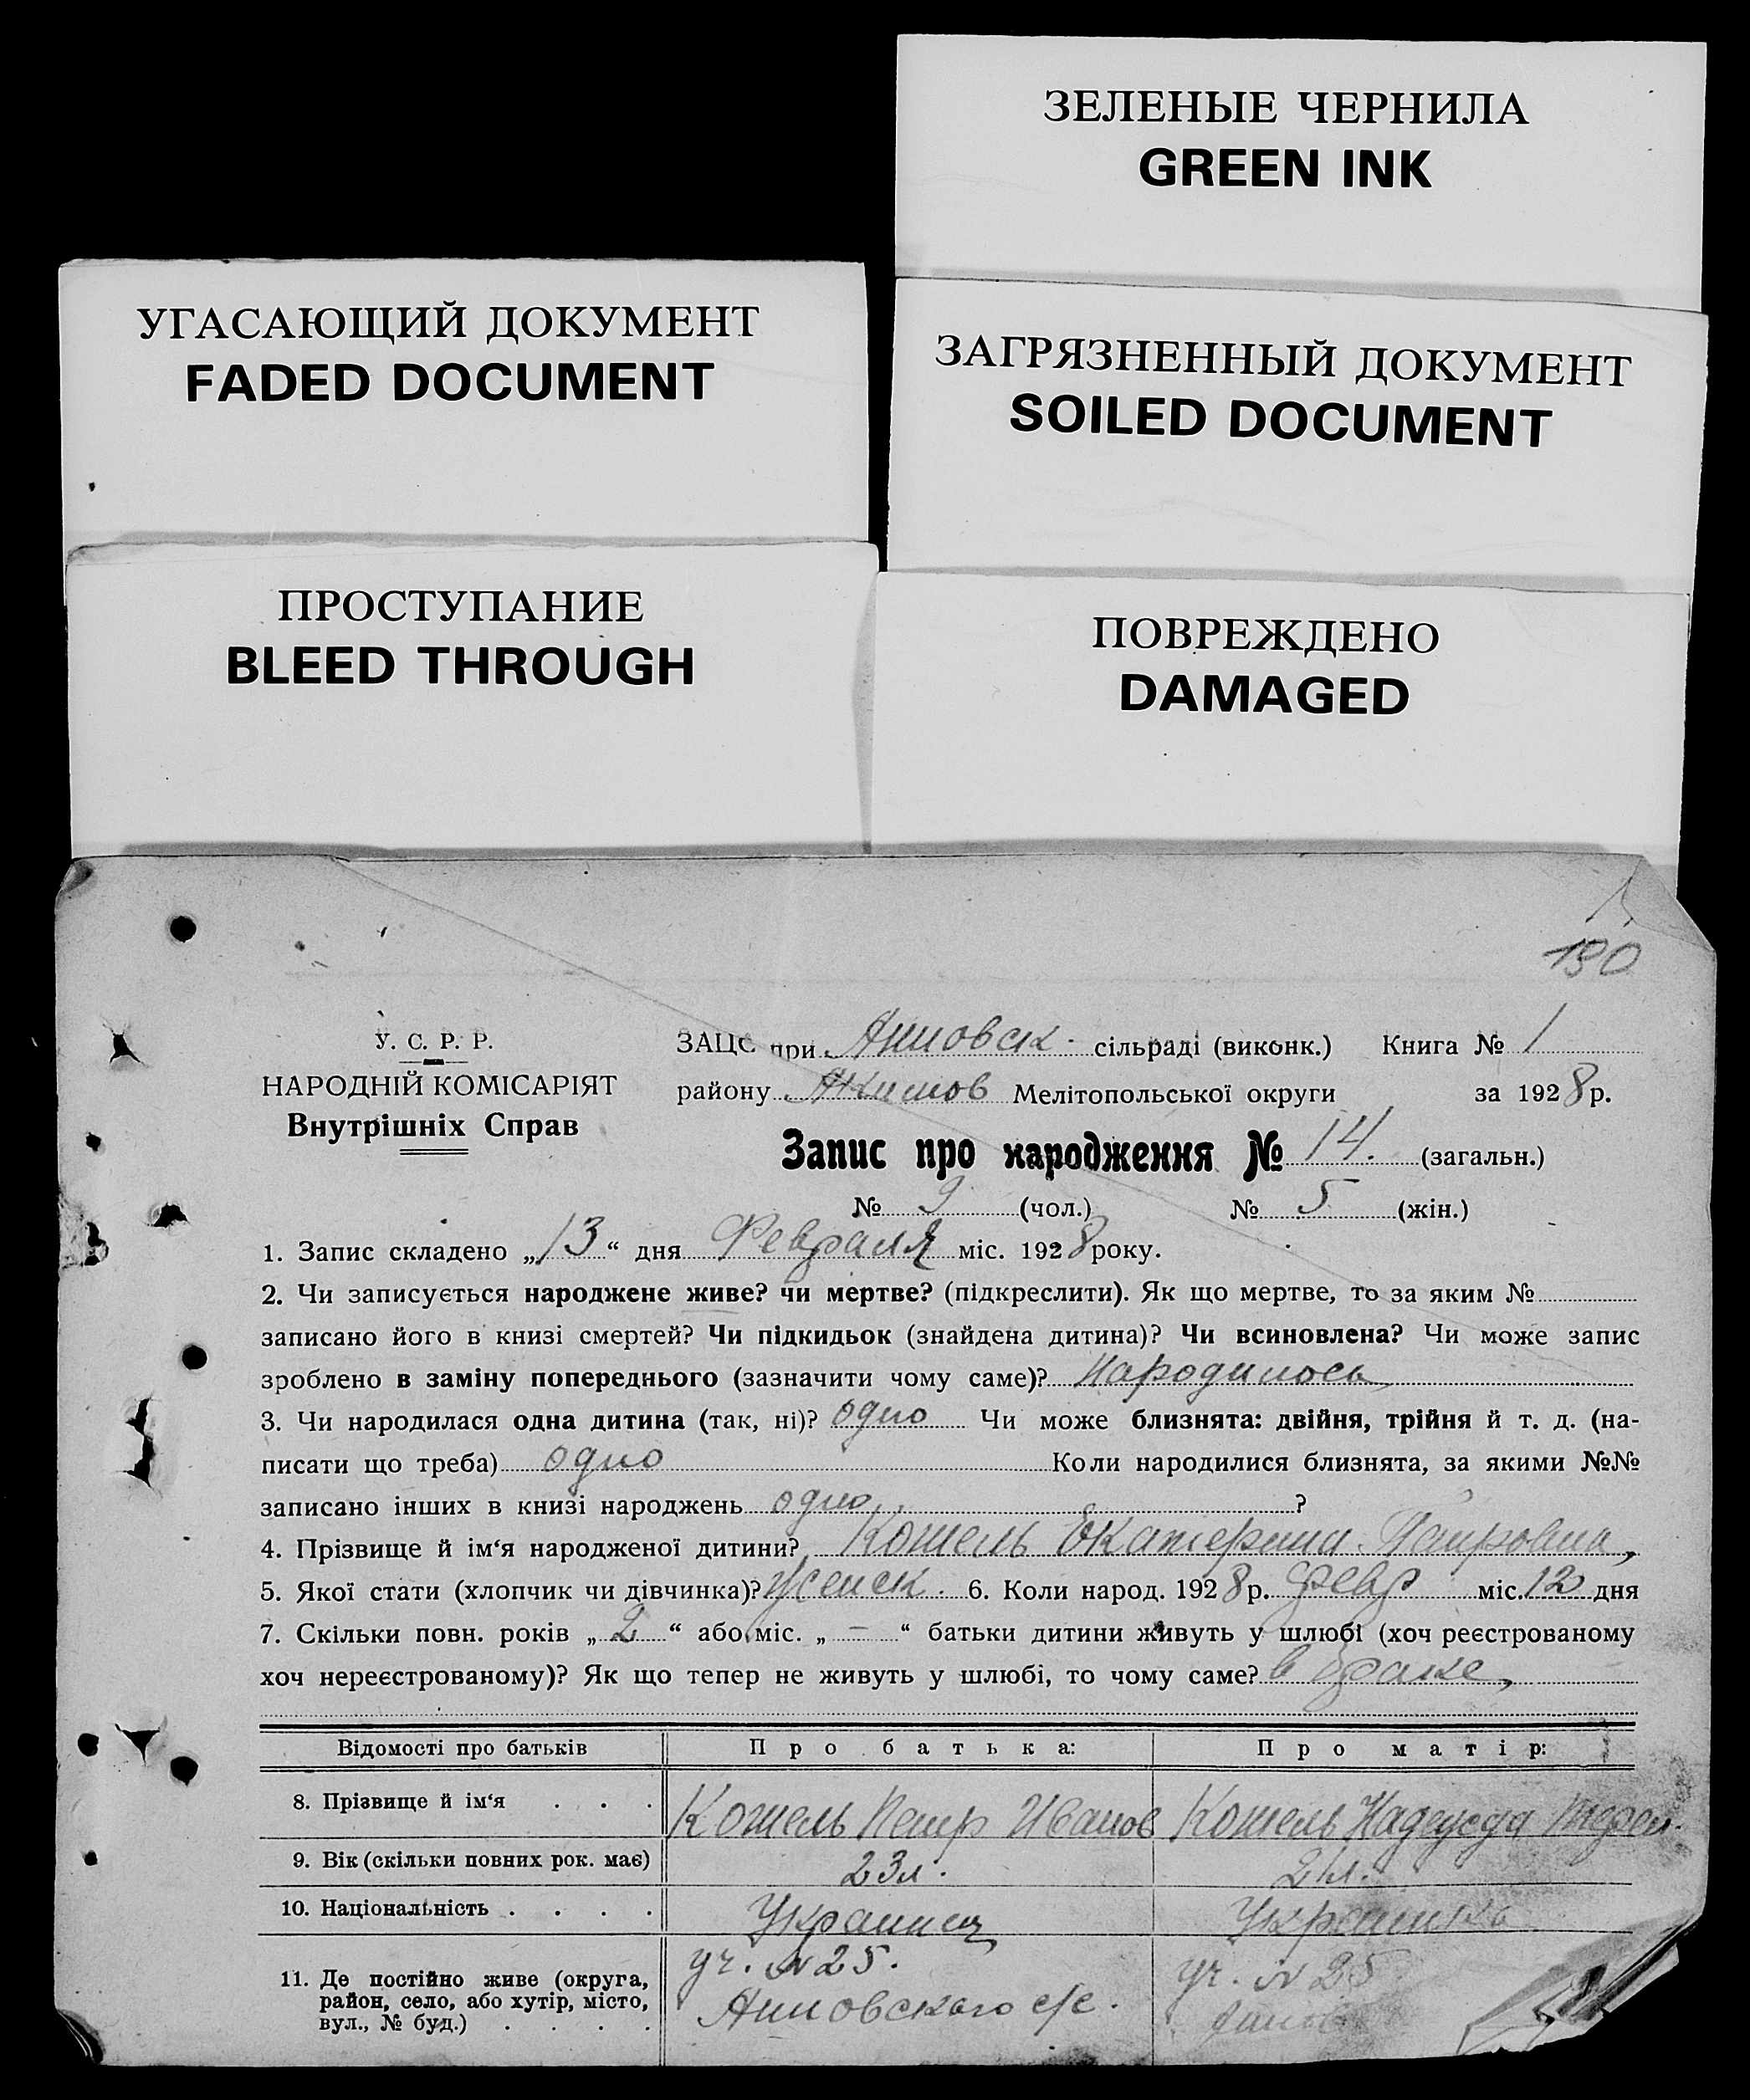 ЗЕЛЕНЫЕ ЧЕРНИЛА
GREEN INK
УГАСАЮЩИЙ ДОКУМЕНТ
FADED DOCUMENT
ЗАГРЯЗНЕННЫЙ ДОКУМЕНТ
SOILED DOCUMENT
ПРОСТУПАНИЕ
BLEED THROUGH
ПОВРЕЖДЕНО
DAMAGED
У. С. Р. Р.
НАРОДНІЙ КОМІСАРІЯТ
Внутрішніх Справ
ЗАЦС при Анновск. сільраді (виконк.) Книга № 1
району Якимов Мелітопольської округи за 1928 р.
Запис про народження № 14. (загальн.)
№ 9 (чол.) № 5 (жін.)
1. Запис складено „13“ дня Февраля міс. 1928 року.
2. Чи записується народжене живе? чи мертве? (підкреслити). Як що мертве, то за яким №
записано його в книзі смертей? Чи підкидьок (знайдена дитина)? Чи всиновлена? Чи може запис
зроблено в заміну попереднього (зазначити чому саме)? Народилось
3. Чи народилася одна дитина (так, ні)? одно Чи може близнята: двійня, трійня й т. д. (на-
писати що треба) одно Коли народилися близнята, за якими №№
записано інших в книзі народжень одно ?
4. Прізвище й ім‘я народженої дитини? Кошель Екатерина Петровна,
5. Якої стати (хлопчик чи дівчинка)? Женск. 6. Коли народ. 1928 р. февр міс. 12 дня
7. Скільки повн. років „2“ або міс. „—“ батьки дитини живуть у шлюбі (хоч реєстрованому
хоч нереєстрованому)? Як що тепер не живуть у шлюбі, то чому саме? в браке,
Відомості про батьків Про батька: Про матір:
8. Прізвище й ім‘я . . . Кошель Петр Иванов Кошель Надежда
9. Вік (скільки повних рок. має) 23 л. 21 л.
10. Національність . . . . Украинец Украинка
11. Де постійно живе (округа,
район, село, або хутір, місто,
вул., № буд.) . . . .
уч. № 25.
Анновского с/с.
уч. № 25